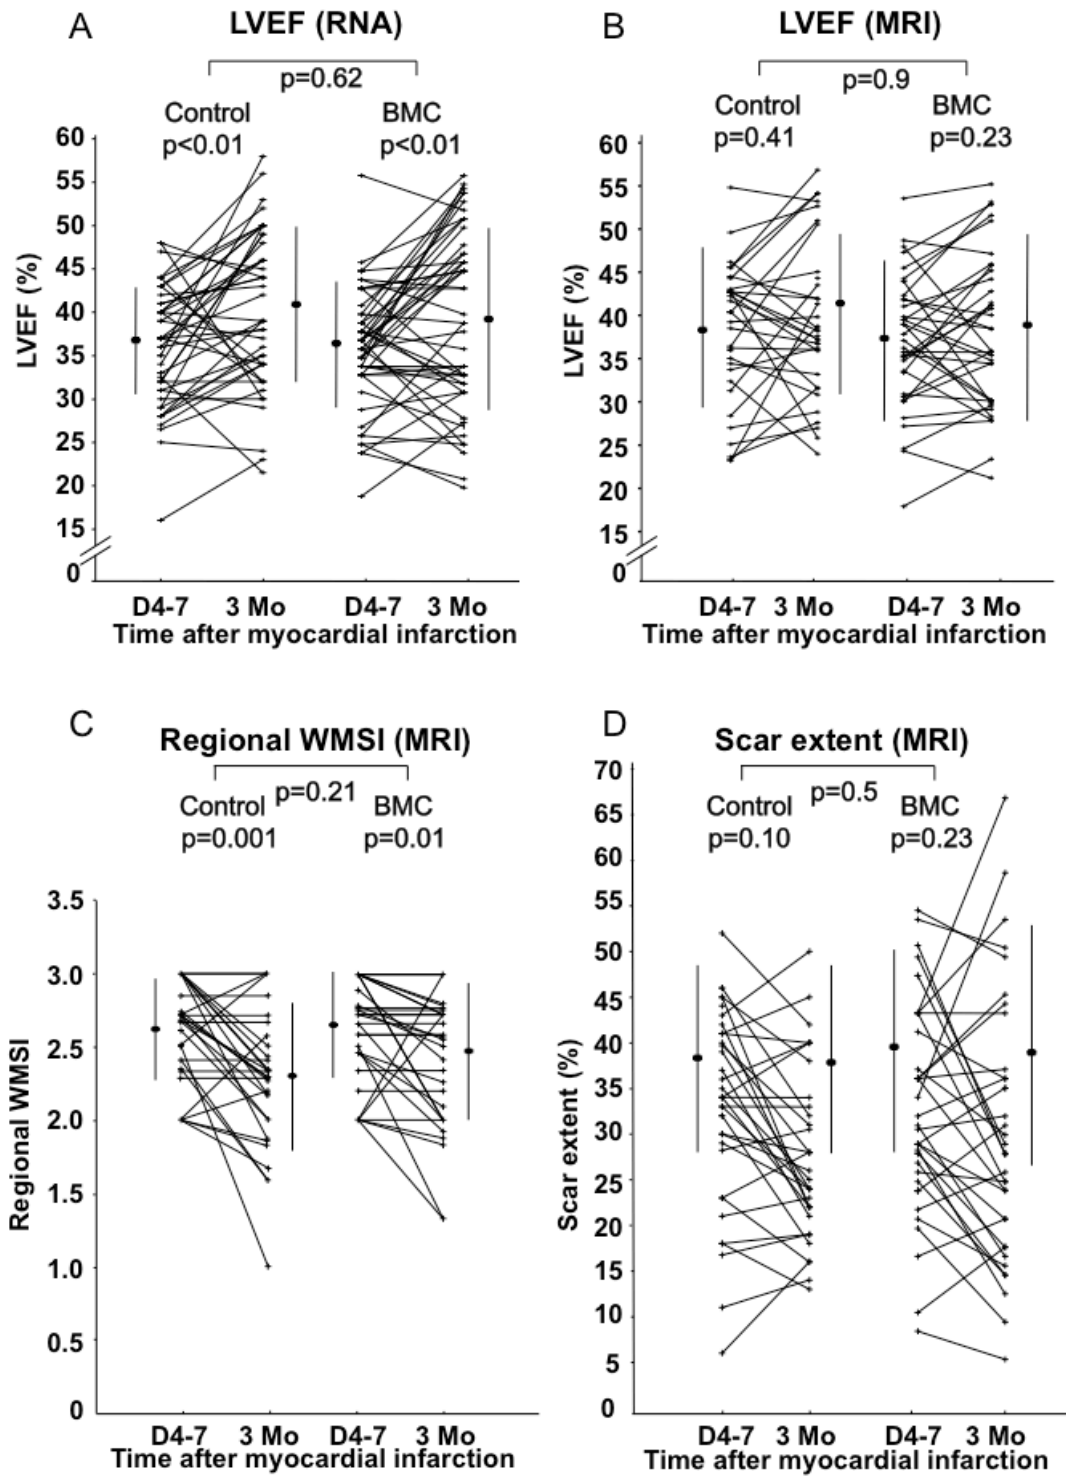 A
LVEF (RNA)
p=0.62
Control
BMC
p<0.01
p<0.01
LVEF (%)
60
55
50
45
40
35
30
25
20
15
0
D4-7 3 Mo D4-7 3 Mo
Time after myocardial infarction
B
LVEF (MRI)
p=0.9
Control
BMC
p=0.41
p=0.23
LVEF (%)
60
55
50
45
40
35
30
25
20
15
0
D4-7 3 Mo D4-7 3 Mo
Time after myocardial infarction
C
Regional WMSI (MRI)
p=0.21
Control
BMC
p=0.001
p=0.01
Regional WMSI
3.5
3.0
2.5
2.0
1.5
1.0
0.5
0
D4-7 3 Mo D4-7 3 Mo
Time after myocardial infarction
D
Scar extent (MRI)
p=0.5
Control
BMC
p=0.10
p=0.23
Scar extent (%)
70
65
60
55
50
45
40
35
30
25
20
15
10
5
0
D4-7 3 Mo D4-7 3 Mo
Time after myocardial infarction